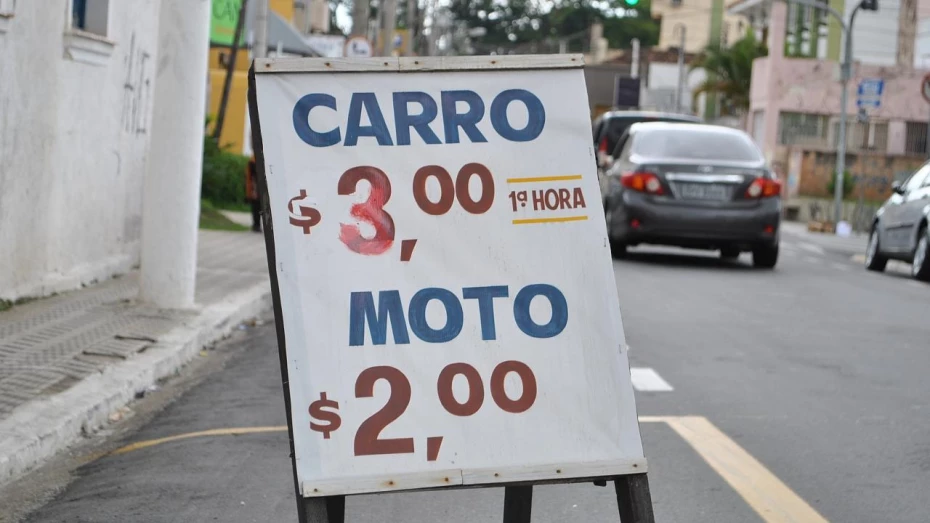 CARRO
$3,00 1ª HORA
MOTO
$2,00